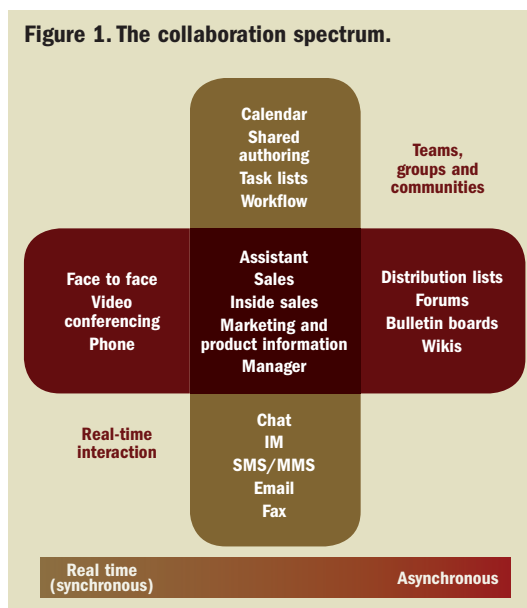 Figure 1. The collaboration spectrum.
Calendar
Shared
authoring
Task lists
Workflow
Teams,
groups and
communities
Face to face
Video
conferencing
Phone
Assistant
Sales
Inside sales
Marketing and
product information
Manager
Distribution lists
Forums
Bulletin boards
Wikis
Real-time
interaction
Chat
IM
SMS/MMS
Email
Fax
Real time
(synchronous)
Asynchronous